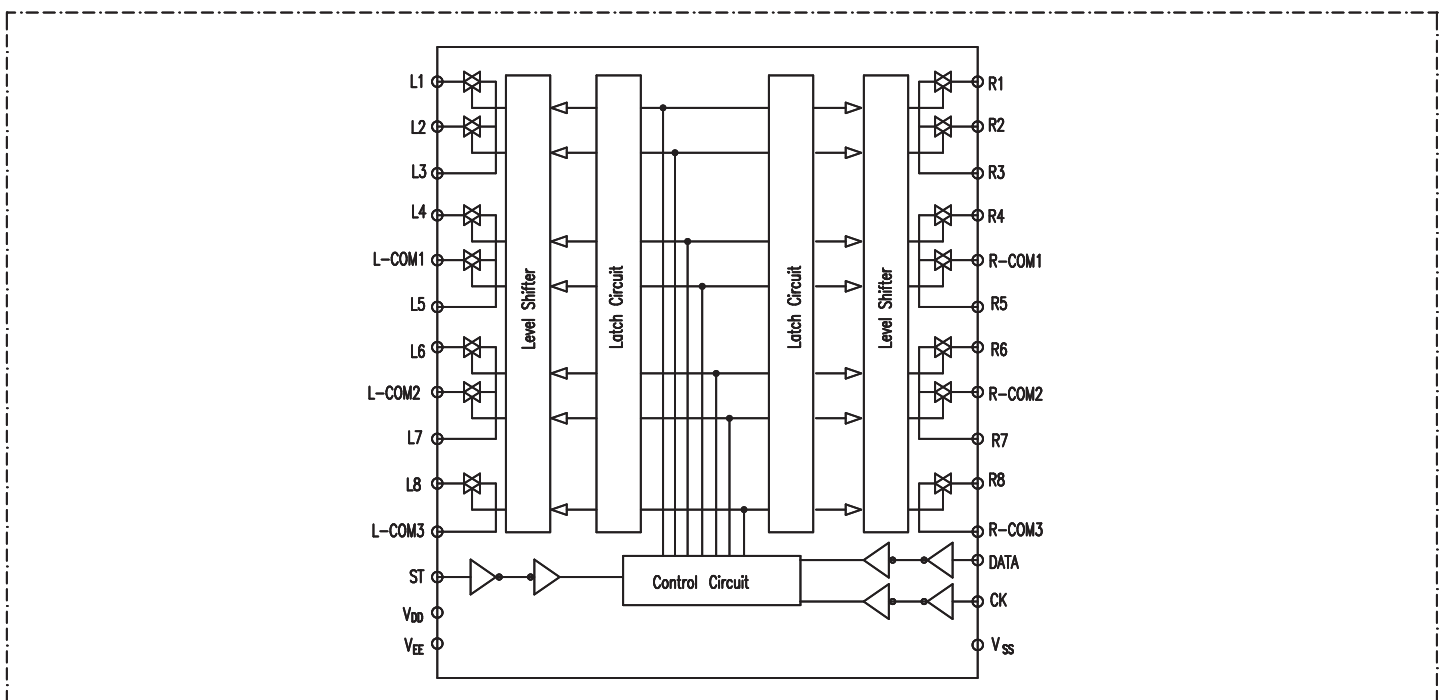 L1
R1
L2
R2
L3
R3
L4
R4
L-COM1
R-COM1
L5
R5
Level Shifter
Latch Circuit
Latch Circuit
Level Shifter
L6
R6
L-COM2
R-COM2
L7
R7
L8
R8
L-COM3
R-COM3
DATA
ST
Control Circuit
CK
VDD
VEE
VSS